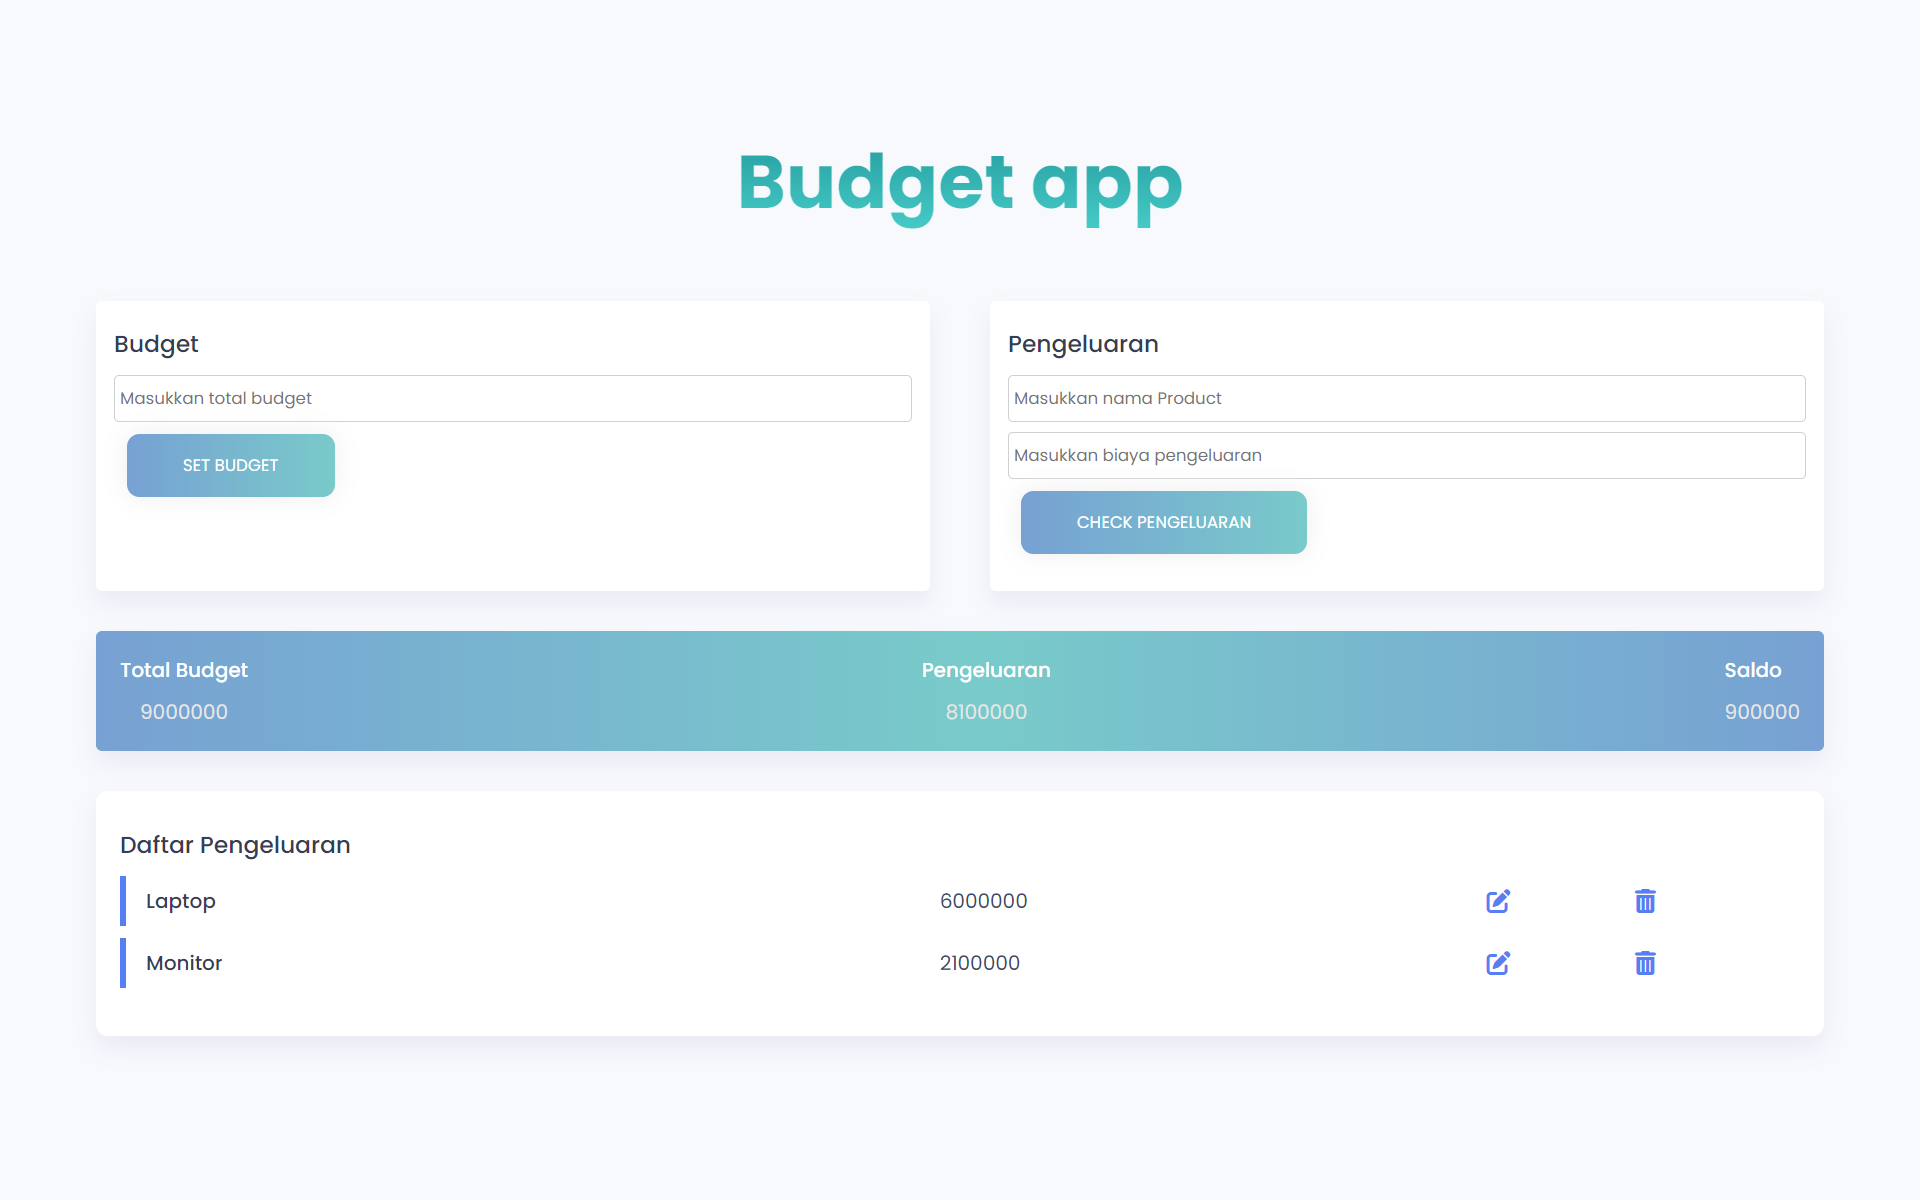 Budget app
Budget
Masukkan total budget
SET BUDGET
Pengeluaran
Masukkan nama Product
Masukkan biaya pengeluaran
CHECK PENGELUARAN
Total Budget
9000000
Pengeluaran
8100000
Saldo
900000
Daftar Pengeluaran
Laptop 6000000
Monitor 2100000